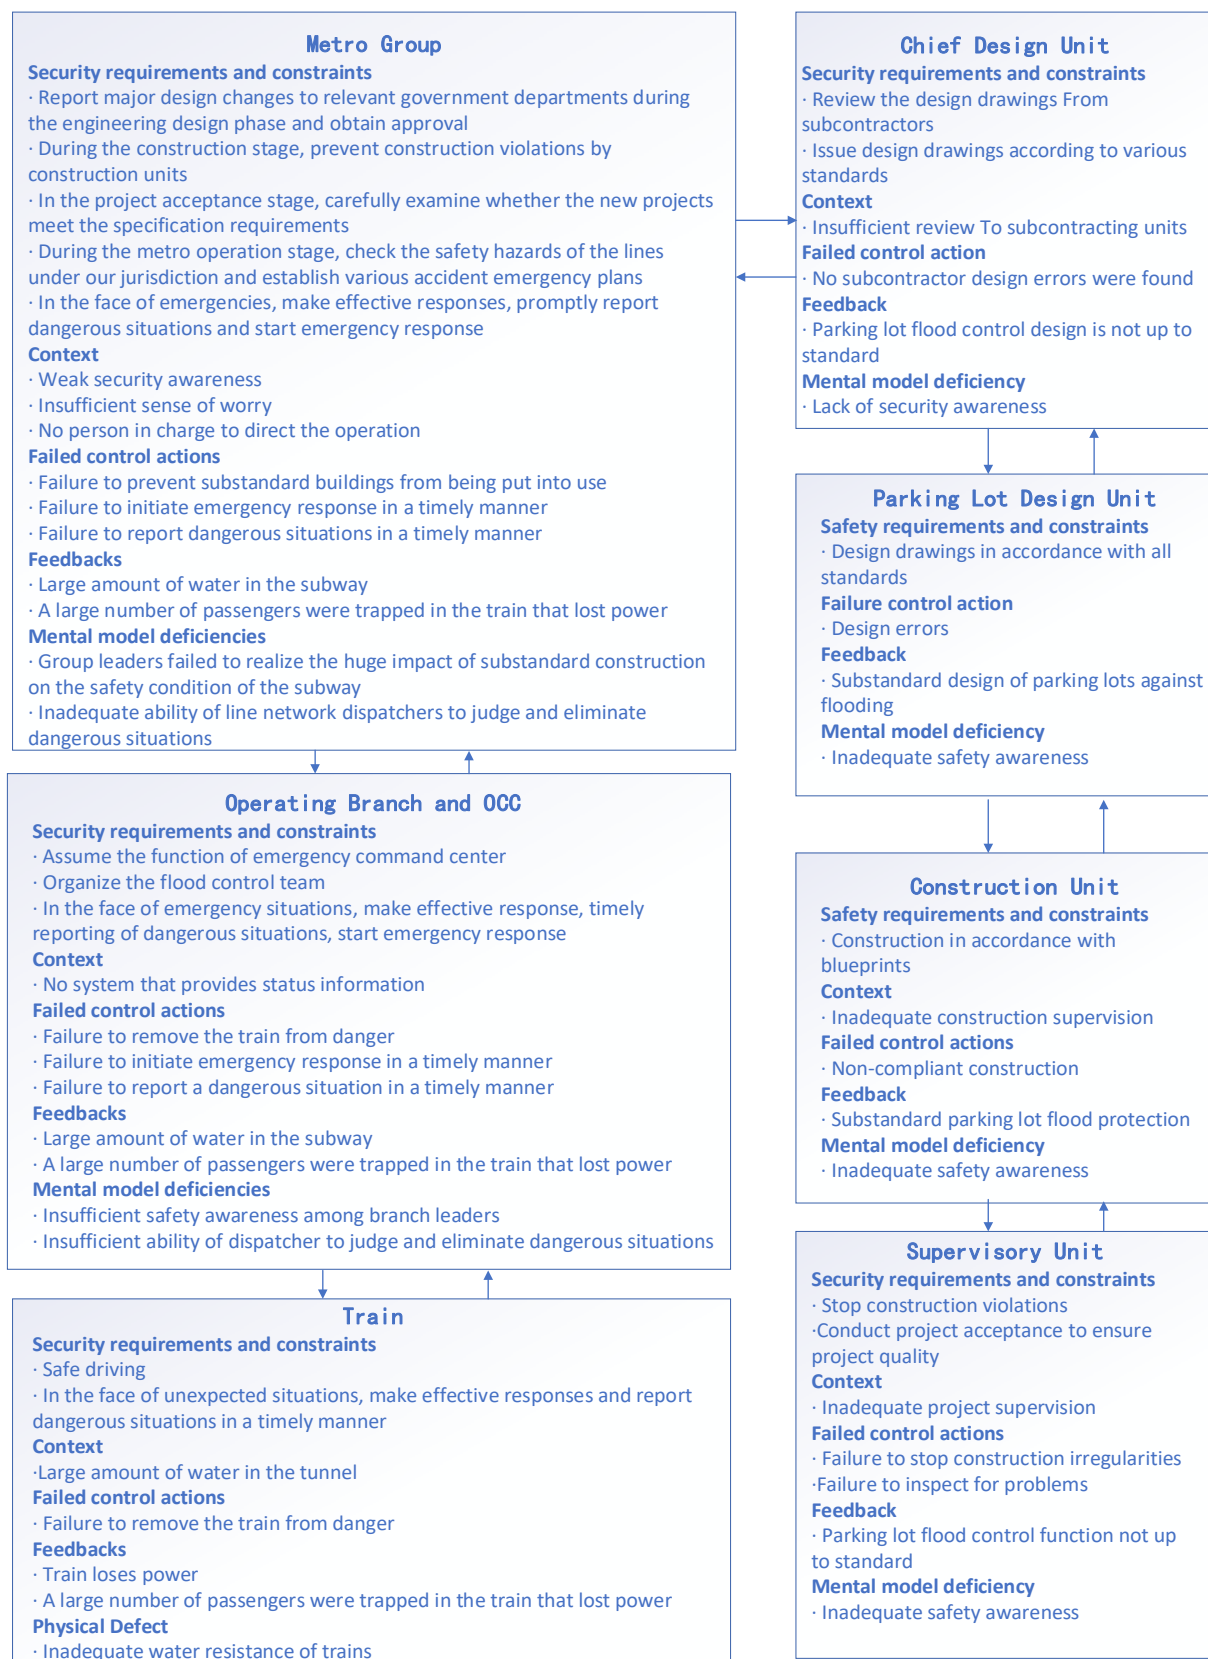 Metro Group
Security requirements and constraints
· Report major design changes to relevant government departments during
the engineering design phase and obtain approval
· During the construction stage, prevent construction violations by
construction units
· In the project acceptance stage, carefully examine whether the new projects
meet the specification requirements
· During the metro operation stage, check the safety hazards of the lines
under our jurisdiction and establish various accident emergency plans
· In the face of emergencies, make effective responses, promptly report
dangerous situations and start emergency response
Context
· Weak security awareness
· Insufficient sense of worry
· No person in charge to direct the operation
Failed control actions
· Failure to prevent substandard buildings from being put into use
· Failure to initiate emergency response in a timely manner
· Failure to report dangerous situations in a timely manner
Feedbacks
· Large amount of water in the subway
· A large number of passengers were trapped in the train that lost power
Mental model deficiencies
· Group leaders failed to realize the huge impact of substandard construction
on the safety condition of the subway
· Inadequate ability of line network dispatchers to judge and eliminate
dangerous situations
Operating Branch and OCC
Security requirements and constraints
· Assume the function of emergency command center
· Organize the flood control team
· In the face of emergency situations, make effective response, timely
reporting of dangerous situations, start emergency response
Context
· No system that provides status information
Failed control actions
· Failure to remove the train from danger
· Failure to initiate emergency response in a timely manner
· Failure to report a dangerous situation in a timely manner
Feedbacks
· Large amount of water in the subway
· A large number of passengers were trapped in the train that lost power
Mental model deficiencies
· Insufficient safety awareness among branch leaders
· Insufficient ability of dispatcher to judge and eliminate dangerous situations
Train
Security requirements and constraints
· Safe driving
· In the face of unexpected situations, make effective responses and report
dangerous situations in a timely manner
Context
·Large amount of water in the tunnel
Failed control actions
· Failure to remove the train from danger
Feedbacks
· Train loses power
· A large number of passengers were trapped in the train that lost power
Physical Defect
· Inadequate water resistance of trains
Chief Design Unit
Security requirements and constraints
· Review the design drawings From
subcontractors
· Issue design drawings according to various
standards
Context
· Insufficient review To subcontracting units
Failed control action
· No subcontractor design errors were found
Feedback
· Parking lot flood control design is not up to
standard
Mental model deficiency
· Lack of security awareness
Parking Lot Design Unit
Safety requirements and constraints
· Design drawings in accordance with all
standards
Failure control action
· Design errors
Feedback
· Substandard design of parking lots against
flooding
Mental model deficiency
· Inadequate safety awareness
Construction Unit
Safety requirements and constraints
· Construction in accordance with
blueprints
Context
· Inadequate construction supervision
Failed control actions
· Non-compliant construction
Feedback
· Substandard parking lot flood protection
Mental model deficiency
· Inadequate safety awareness
Supervisory Unit
Security requirements and constraints
· Stop construction violations
·Conduct project acceptance to ensure
project quality
Context
· Inadequate project supervision
Failed control actions
· Failure to stop construction irregularities
·Failure to inspect for problems
Feedback
· Parking lot flood control function not up
to standard
Mental model deficiency
· Inadequate safety awareness